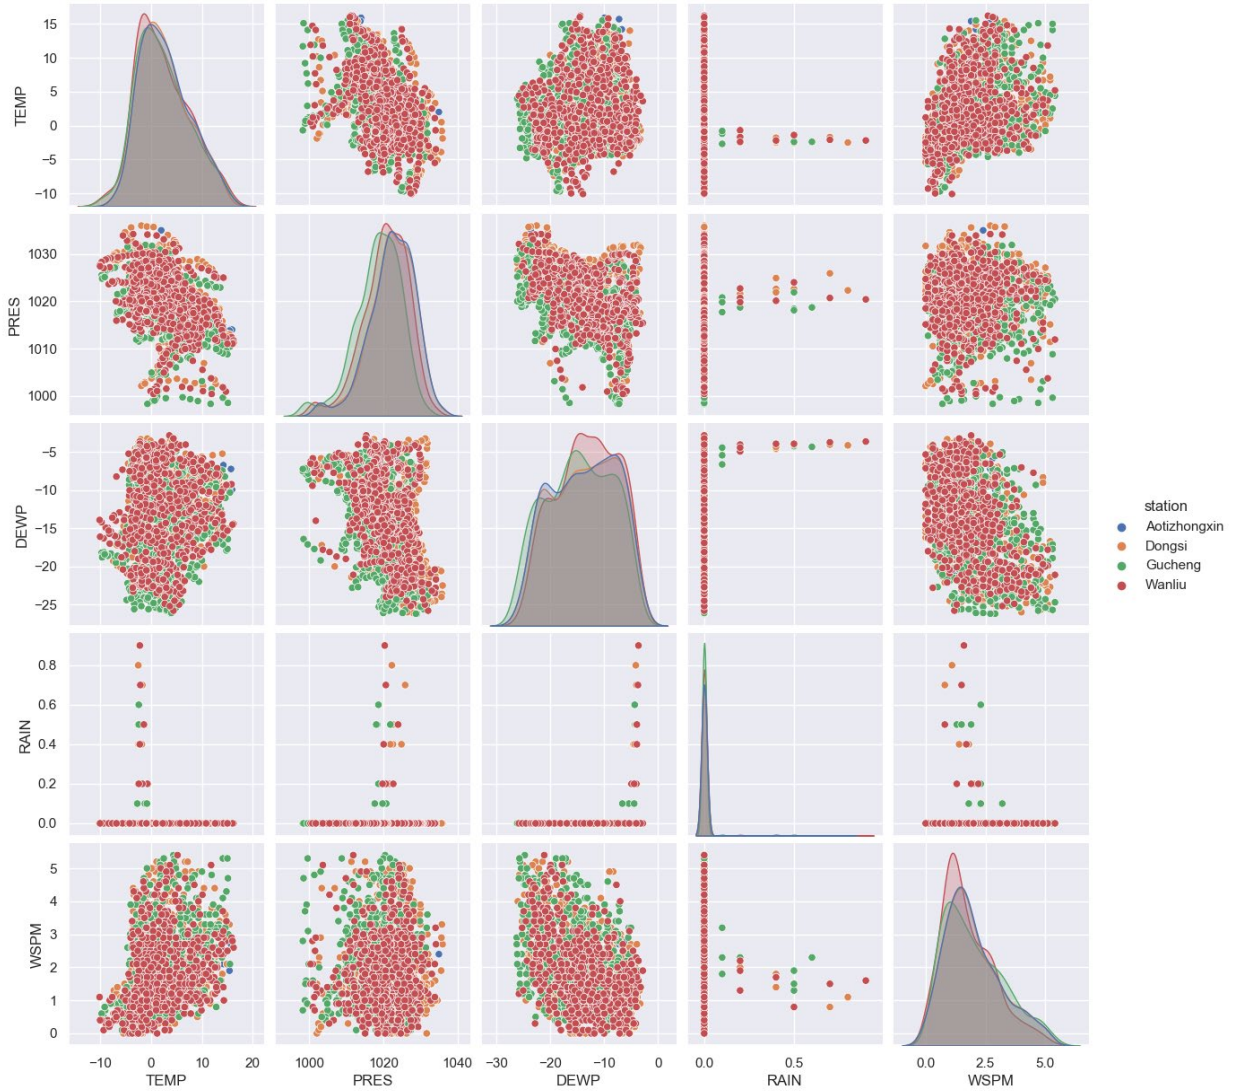 15
10
5
0
−5
−10
TEMP
1030
1020
1010
1000
PRES
−5
−10
−15
−20
−25
DEWP
station
Aotizhongxin
Dongsi
Gucheng
Wanliu
0.8
0.6
0.4
0.2
0.0
RAIN
5
4
3
2
1
0
WSPM
−10 0 10 20
TEMP
1000 1020 1040
PRES
−30 −20 −10 0
DEWP
0.0 0.5
RAIN
0.0 2.5 5.0
WSPM